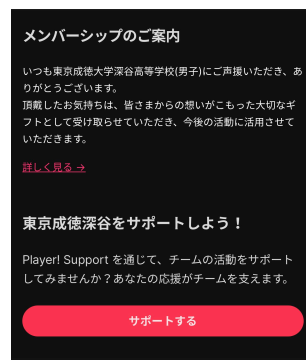 メンバーシップのご案内
いつも東京成徳大学深谷高等学校(男子)にご声援いただき、あ
りがとうございます。
頂戴したお気持ちは、皆さまからの想いがこもった大切なギ
フトとして受け取らせていただき、今後の活動に活用させて
いただきます。
詳しく見る →
東京成徳深谷をサポートしよう！
Player! Support を通じて、チームの活動をサポート
してみませんか？あなたの応援がチームを支えます。
サポートする